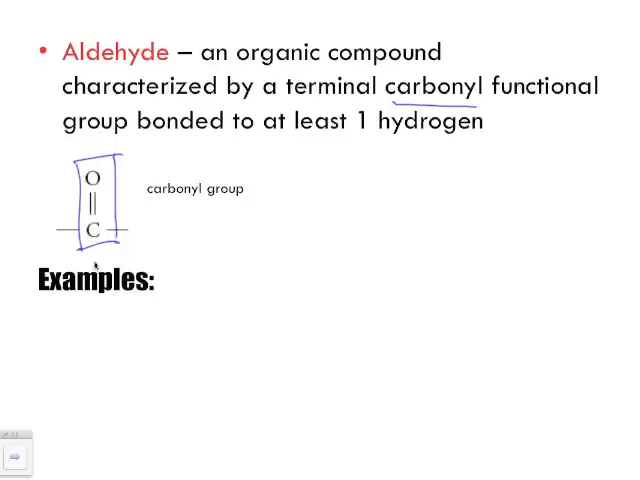 • Aldehyde – an organic compound
characterized by a terminal carbonyl functional
group bonded to at least 1 hydrogen
O
carbonyl group
C
Examples: